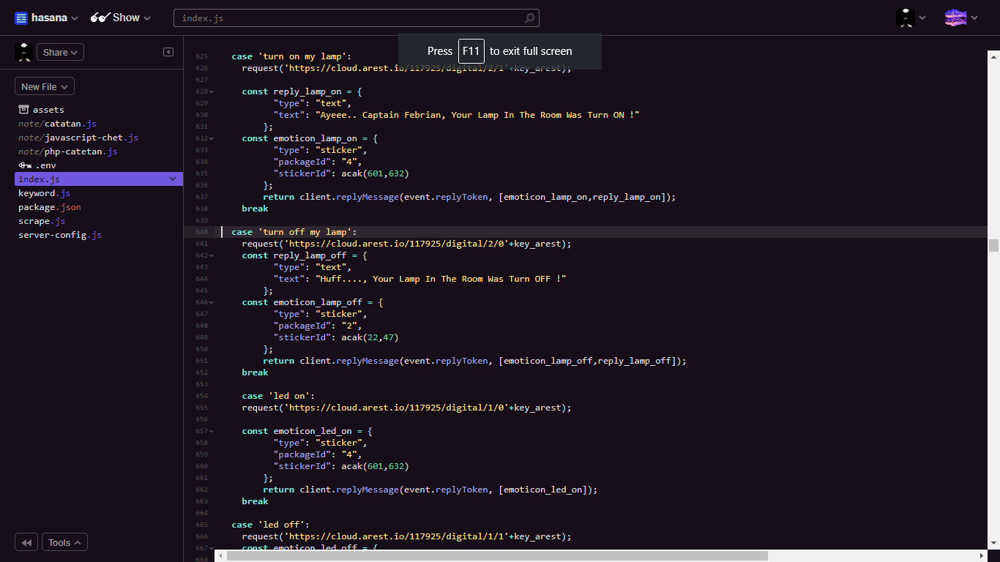 hasana
Show
index.js
Press F11 to exit full screen
Share
New File
assets
note/catatan.js
note/javascript-chet.js
note/php-catetan.js
.env
index.js
keyword.js
package.json
scrape.js
server-config.js
Tools
625 case 'turn on my lamp':
626 request('https://cloud.arest.io/117925/digital/2/1'+key_arest);
627
628 const reply_lamp_on = {
629 "type": "text",
630 "text": "Ayeee.. Captain Febrian, Your Lamp In The Room Was Turn ON !"
631 };
632 const emoticon_lamp_on = {
633 "type": "sticker",
634 "packageId": "4",
635 "stickerId": acak(601,632)
636 };
637 return client.replyMessage(event.replyToken, [emoticon_lamp_on,reply_lamp_on]);
638 break
639
640 case 'turn off my lamp':
641 request('https://cloud.arest.io/117925/digital/2/0'+key_arest);
642 const reply_lamp_off = {
643 "type": "text",
644 "text": "Huff...., Your Lamp In The Room Was Turn OFF !"
645 };
646 const emoticon_lamp_off = {
647 "type": "sticker",
648 "packageId": "2",
649 "stickerId": acak(22,47)
650 };
651 return client.replyMessage(event.replyToken, [emoticon_lamp_off,reply_lamp_off]);
652 break
653
654 case 'led on':
655 request('https://cloud.arest.io/117925/digital/1/0'+key_arest);
656
657 const emoticon_led_on = {
658 "type": "sticker",
659 "packageId": "4",
660 "stickerId": acak(601,632)
661 };
662 return client.replyMessage(event.replyToken, [emoticon_led_on]);
663 break
664
665 case 'led off':
666 request('https://cloud.arest.io/117925/digital/1/1'+key_arest);
667 const emoticon_led_off = {
668